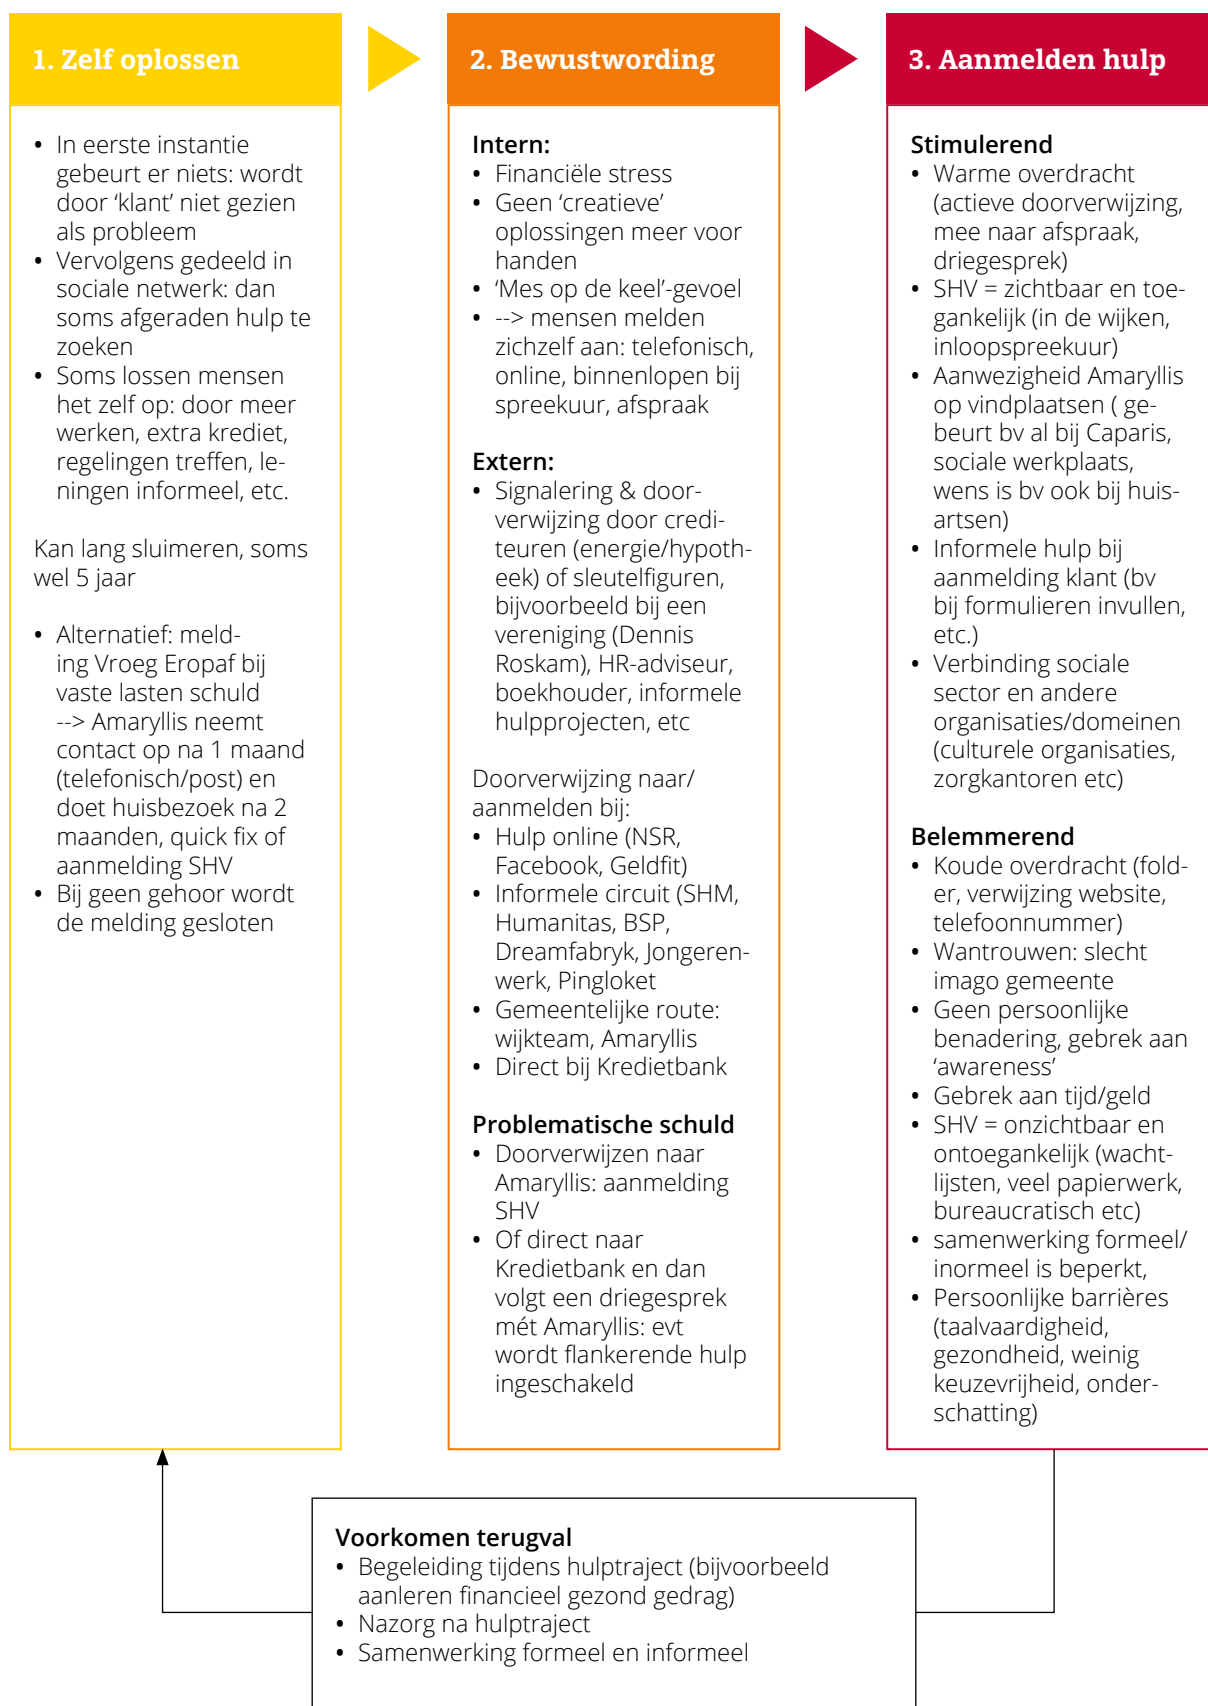 1. Zelf oplossen
• In eerste instantie
gebeurt er niets: wordt
door ‘klant’ niet gezien
als probleem
• Vervolgens gedeeld in
sociale netwerk: dan
soms afgeraden hulp te
zoeken
• Soms lossen mensen
het zelf op: door meer
werken, extra krediet,
regelingen treffen, le-
ningen informeel, etc.
Kan lang sluimeren, soms
wel 5 jaar
• Alternatief: meld-
ing Vroeg Eropaf bij
vaste lasten schuld
--> Amaryllis neemt
contact op na 1 maand
(telefonisch/post) en
doet huisbezoek na 2
maanden, quick fix of
aanmelding SHV
• Bij geen gehoor wordt
de melding gesloten
2. Bewustwording
Intern:
• Financiële stress
• Geen ‘creatieve’
oplossingen meer voor
handen
• ‘Mes op de keel’-gevoel
• --> mensen melden
zichzelf aan: telefonisch,
online, binnenlopen bij
spreekuur, afspraak
Extern:
• Signalering & door-
verwijzing door credi-
teuren (energie/hypoth-
eek) of sleutelfiguren,
bijvoorbeeld bij een
vereniging (Dennis
Roskam), HR-adviseur,
boekhouder, informele
hulpprojecten, etc
Doorverwijzing naar/
aanmelden bij:
• Hulp online (NSR,
Facebook, Geldfit)
• Informele circuit (SHM,
Humanitas, BSP,
Dreamfabryk, Jongeren-
werk, Pingloket
• Gemeentelijke route:
wijkteam, Amaryllis
• Direct bij Kredietbank
Problematische schuld
• Doorverwijzen naar
Amaryllis: aanmelding
SHV
• Of direct naar
Kredietbank en dan
volgt een driegesprek
mét Amaryllis: evt
wordt flankerende hulp
ingeschakeld
3. Aanmelden hulp
Stimulerend
• Warme overdracht
(actieve doorverwijzing,
mee naar afspraak,
driegesprek)
• SHV = zichtbaar en toe-
gankelijk (in de wijken,
inloopspreekuur)
• Aanwezigheid Amaryllis
op vindplaatsen ( ge-
beurt bv al bij Caparis,
sociale werkplaats,
wens is bv ook bij huis-
artsen)
• Informele hulp bij
aanmelding klant (bv
bij formulieren invullen,
etc.)
• Verbinding sociale
sector en andere
organisaties/domeinen
(culturele organisaties,
zorgkantoren etc)
Belemmerend
• Koude overdracht (fold-
er, verwijzing website,
telefoonnummer)
• Wantrouwen: slecht
imago gemeente
• Geen persoonlijke
benadering, gebrek aan
‘awareness’
• Gebrek aan tijd/geld
• SHV = onzichtbaar en
ontoegankelijk (wacht-
lijsten, veel papierwerk,
bureaucratisch etc)
• samenwerking formeel/
inormeel is beperkt,
• Persoonlijke barrières
(taalvaardigheid,
gezondheid, weinig
keuzevrijheid, onder-
schatting)
Voorkomen terugval
• Begeleiding tijdens hulptraject (bijvoorbeeld
aanleren financieel gezond gedrag)
• Nazorg na hulptraject
• Samenwerking formeel en informeel